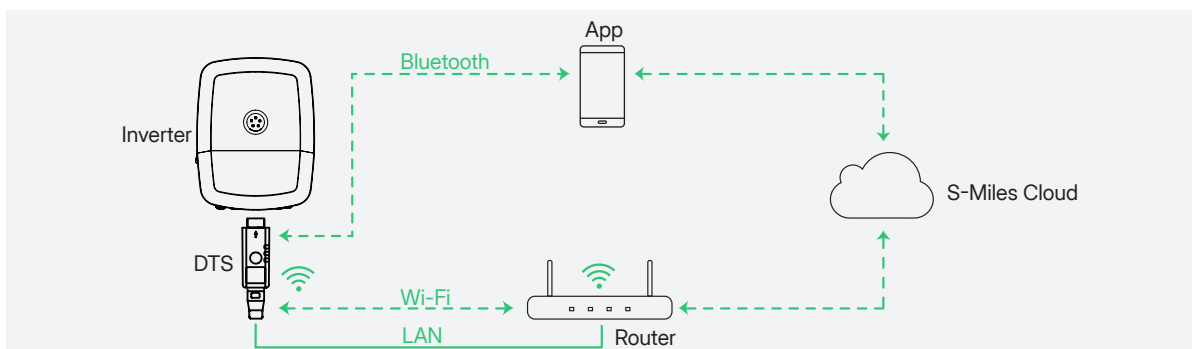 App
Bluetooth
Inverter
S-Miles Cloud
DTS
Wi-Fi
LAN
Router